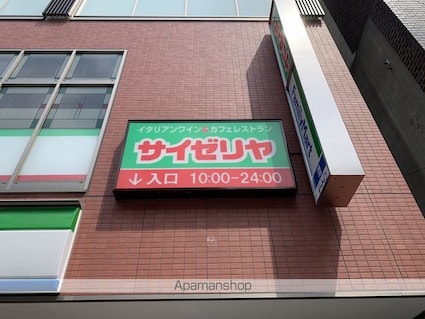 イタリアンワイン&カフェレストラン
サイゼリヤ
↓入口 10:00-24:00
FamilyMart
Apamanshop